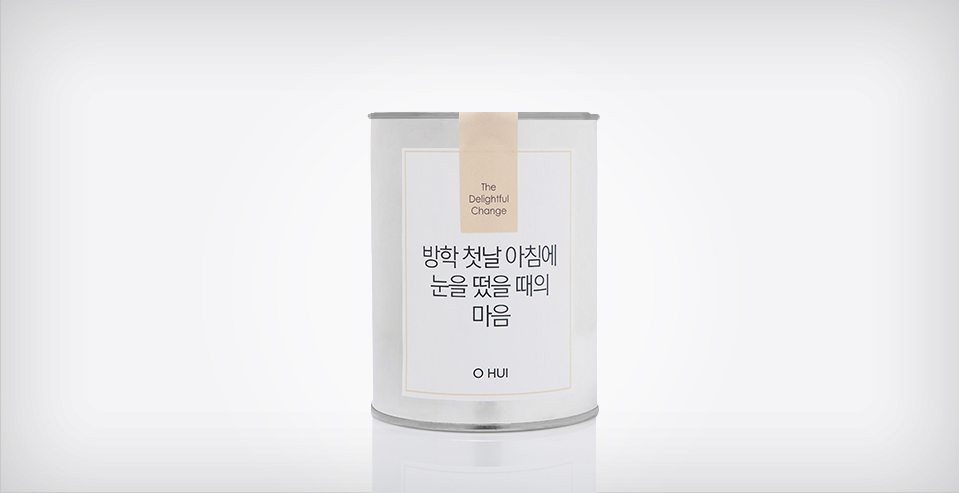 The
Delightful
Change
방학 첫날 아침에
눈을 떴을 때의
마음
O HUI